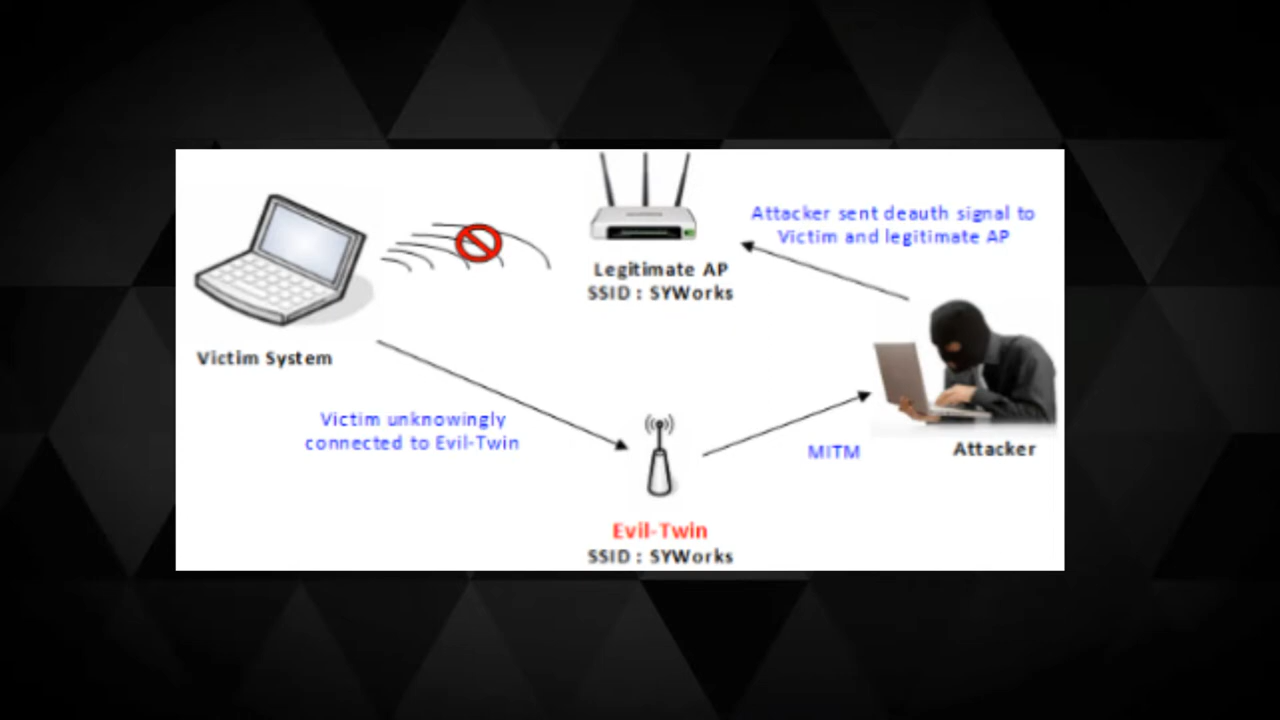 Attacker sent deauth signal to
Victim and legitimate AP
Legitimate AP
SSID : SYWorks
Victim System
Victim unknowingly
connected to Evil-Twin
MITM
Attacker
Evil-Twin
SSID : SYWorks